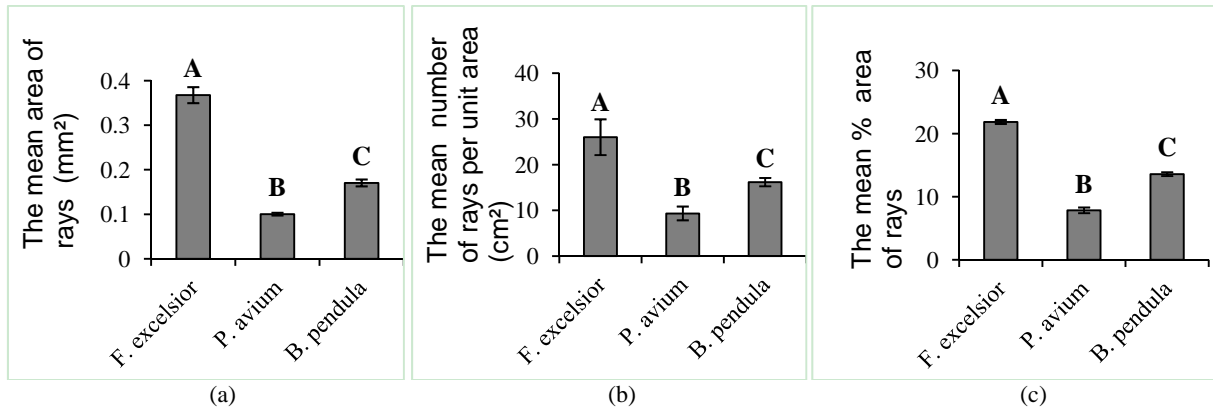 The mean area of
rays (mm²)
0.4
0.3
0.2
0.1
0
A
B
C
F. excelsior
P. avium
B. pendula
(a)
The mean number
of rays per unit area
(cm²)
40
30
20
10
0
A
B
C
F. excelsior
P. avium
B. pendula
(b)
The mean % area
of rays
30
20
10
0
A
B
C
F. excelsior
P. avium
B. pendula
(c)